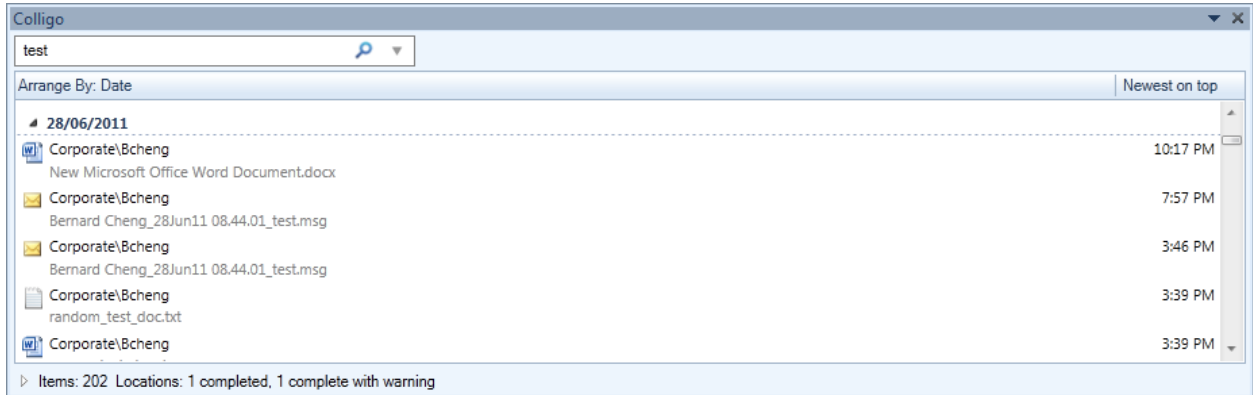 Colligo
test
Arrange By: Date Newest on top
28/06/2011
Corporate\Bcheng 10:17 PM
New Microsoft Office Word Document.docx
Corporate\Bcheng 7:57 PM
Bernard Cheng_28Jun11 08.44.01_test.msg
Corporate\Bcheng 3:46 PM
Bernard Cheng_28Jun11 08.44.01_test.msg
Corporate\Bcheng 3:39 PM
random_test_doc.txt
Corporate\Bcheng 3:39 PM
Items: 202 Locations: 1 completed, 1 complete with warning